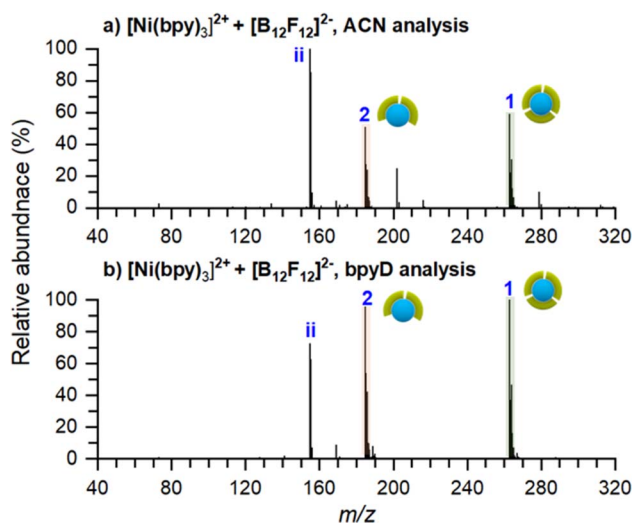 a) [Ni(bpy)₃]²⁺ + [B₁₂F₁₂]²⁻, ACN analysis
ii
2
1
100
80
60
40
20
0
40 80 120 160 200 240 280 320
Relative abundnace (%)
b) [Ni(bpy)₃]²⁺ + [B₁₂F₁₂]²⁻, bpyD analysis
ii
2
1
100
80
60
40
20
0
40 80 120 160 200 240 280 320
m/z